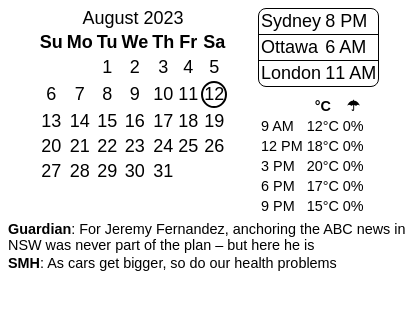 August 2023
Su Mo Tu We Th Fr Sa
1 2 3 4 5
6 7 8 9 10 11 12
13 14 15 16 17 18 19
20 21 22 23 24 25 26
27 28 29 30 31
Sydney 8 PM
Ottawa 6 AM
London 11 AM
°C ☂
9 AM 12°C 0%
12 PM 18°C 0%
3 PM 20°C 0%
6 PM 17°C 0%
9 PM 15°C 0%
Guardian: For Jeremy Fernandez, anchoring the ABC news in
NSW was never part of the plan – but here he is
SMH: As cars get bigger, so do our health problems